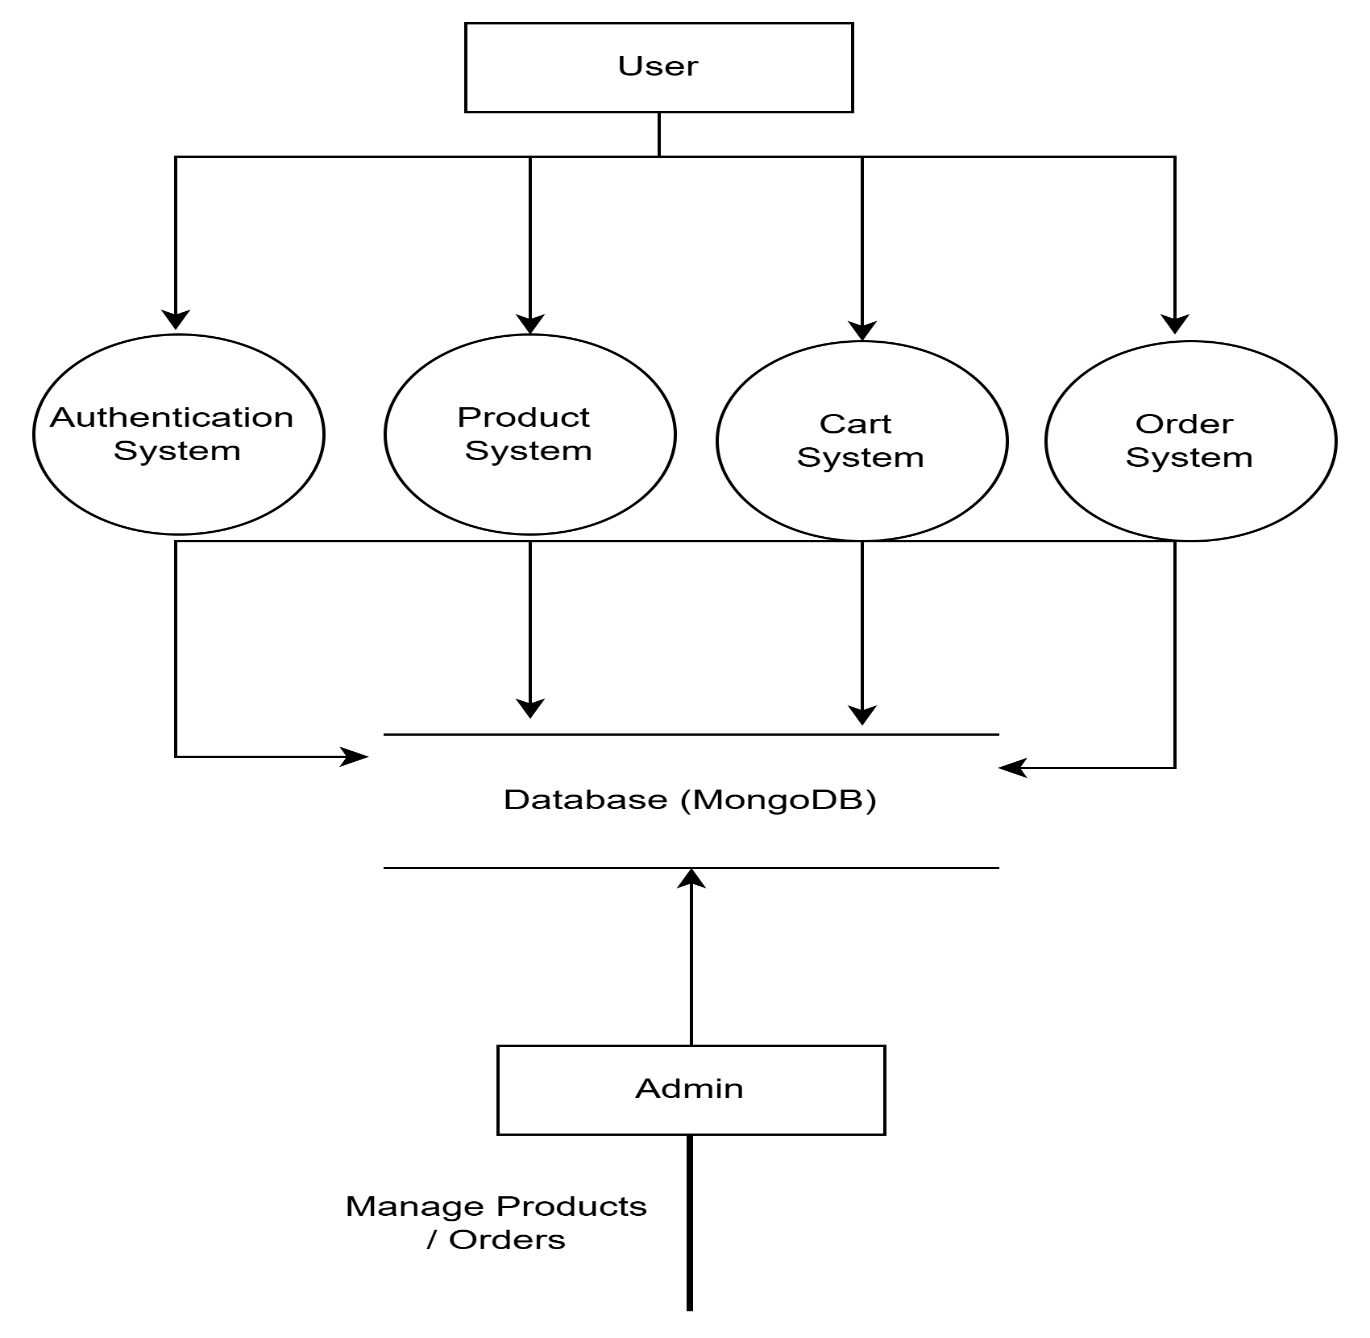 User
Authentication
System
Product
System
Cart
System
Order
System
Database (MongoDB)
Admin
Manage Products
/ Orders